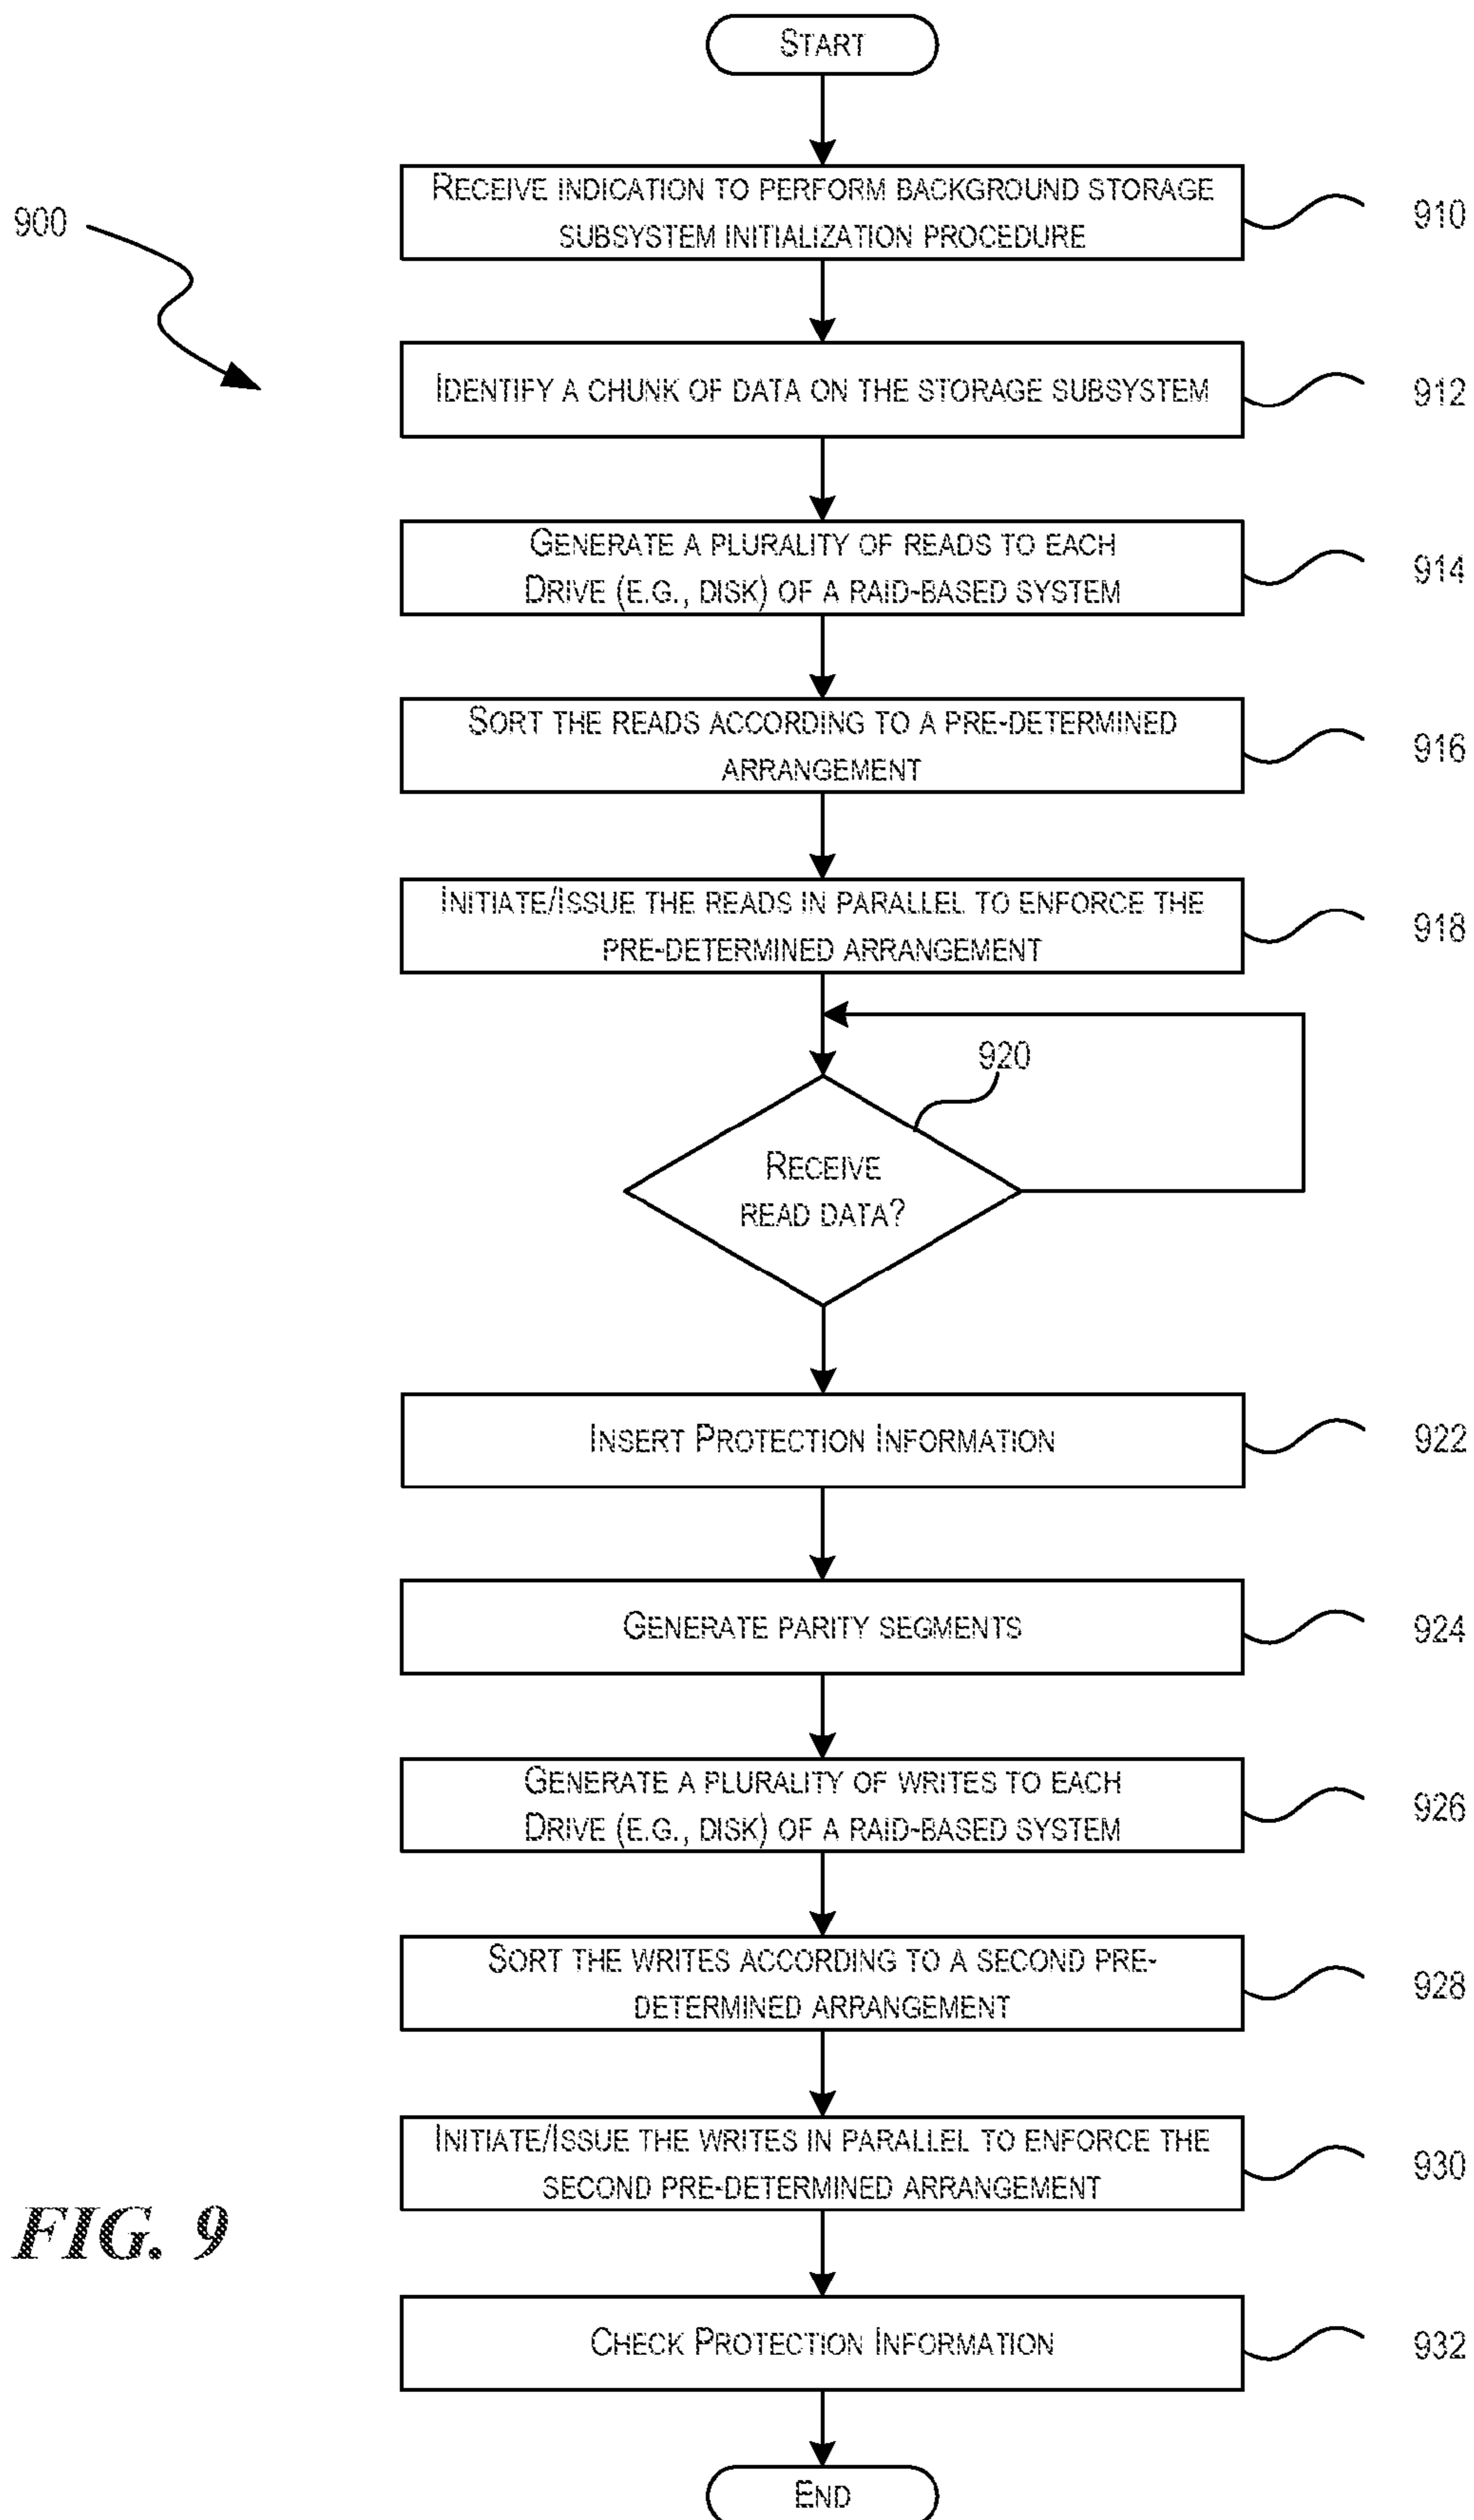 START
RECEIVE INDICATION TO PERFORM BACKGROUND STORAGE
SUBSYSTEM INITIALIZATION PROCEDURE
910
900
IDENTIFY A CHUNK OF DATA ON THE STORAGE SUBSYSTEM
912
GENERATE A PLURALITY OF READS TO EACH
DRIVE (E.G., DISK) OF A RAID-BASED SYSTEM
914
SORT THE READS ACCORDING TO A PRE-DETERMINED
ARRANGEMENT
916
INITIATE/ISSUE THE READS IN PARALLEL TO ENFORCE THE
PRE-DETERMINED ARRANGEMENT
918
920
RECEIVE
READ DATA?
INSERT PROTECTION INFORMATION
922
GENERATE PARITY SEGMENTS
924
GENERATE A PLURALITY OF WRITES TO EACH
DRIVE (E.G., DISK) OF A RAID-BASED SYSTEM
926
SORT THE WRITES ACCORDING TO A SECOND PRE-
DETERMINED ARRANGEMENT
928
INITIATE/ISSUE THE WRITES IN PARALLEL TO ENFORCE THE
SECOND PRE-DETERMINED ARRANGEMENT
930
FIG. 9
CHECK PROTECTION INFORMATION
932
END